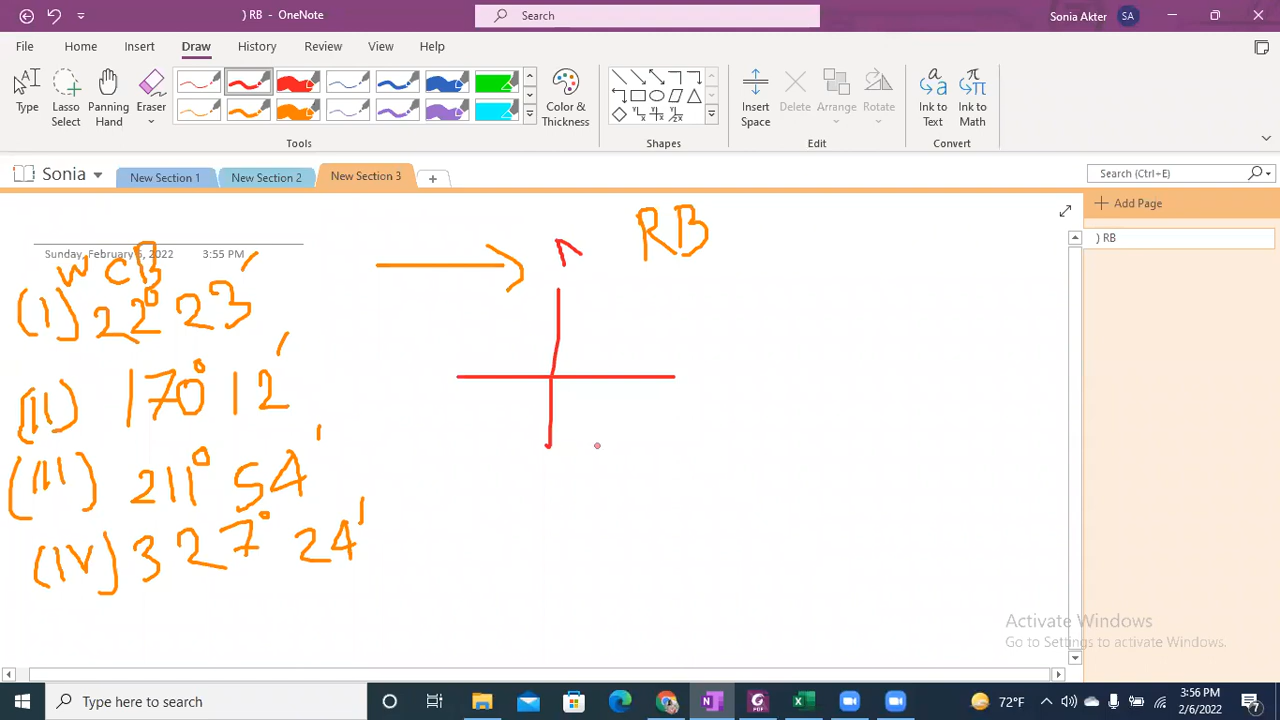 ) RB - OneNote
Search
Sonia Akter
SA
File Home Insert Draw History Review View Help
Type
Lasso Select
Panning Hand
Eraser
Color & Thickness
Insert Space
Delete
Arrange
Rotate
Ink to Text
Ink to Math
Tools
Shapes
Edit
Convert
Sonia
New Section 1
New Section 2
New Section 3
Search (Ctrl+E)
Add Page
) RB
Sunday, February 6, 2022 3:55 PM
WCB
RB
(I) 22° 23'
(II) 170° 12'
(III) 211° 54'
(IV) 327° 24'
Activate Windows
Go to Settings to activate Windows.
Type here to search
72°F
3:56 PM
2/6/2022